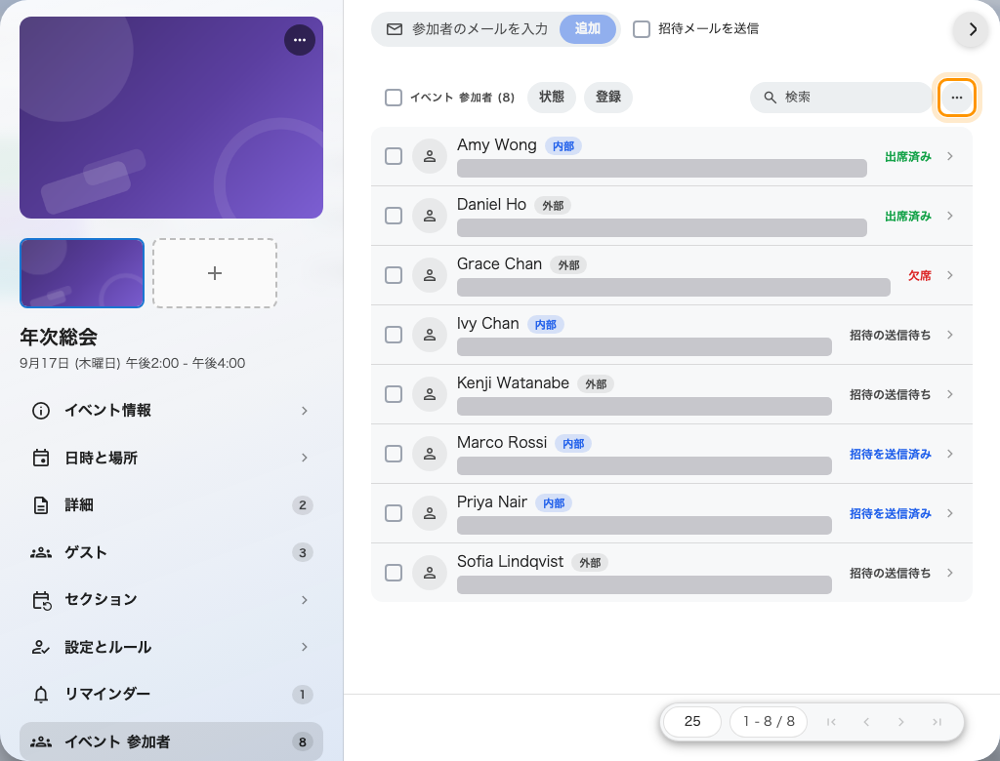 年次総会
9月17日 (木曜日) 午後2:00 - 午後4:00
イベント情報
日時と場所
詳細 2
ゲスト 3
セクション
設定とルール
リマインダー 1
イベント 参加者 8
参加者のメールを入力 追加 招待メールを送信
イベント 参加者 (8) 状態 登録 検索
Amy Wong 内部
出席済み
Daniel Ho 外部
出席済み
Grace Chan 外部
欠席
Ivy Chan 内部
招待の送信待ち
Kenji Watanabe 外部
招待の送信待ち
Marco Rossi 内部
招待を送信済み
Priya Nair 内部
招待を送信済み
Sofia Lindqvist 外部
招待の送信待ち
25 1 - 8 / 8